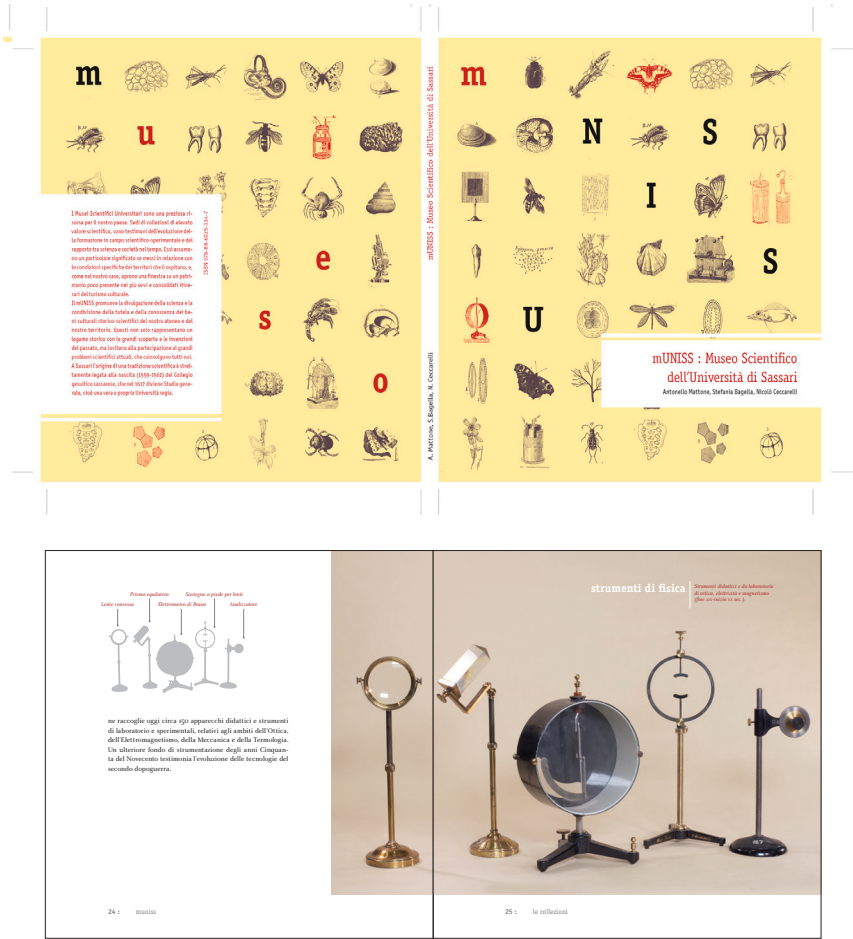 m
u
e
s
o
I Musei Scientifici Universitari sono una preziosa ri-
sorsa per il nostro paese. Sedi di collezioni di elevato
valore scientifico, sono testimoni dell'evoluzione del-
la formazione in campo scientifico-sperimentale e del
rapporto tra scienza e società nel tempo. Essi assumo-
no un particolare significato se messi in relazione con
le condizioni specifiche dei territori che li ospitano, e,
come nel nostro caso, aprono una finestra su un patri-
monio poco presente nei più ovvi e consolidati itine-
rari del turismo culturale.
Il mUNISS promuove la divulgazione della scienza e la
condivisione della tutela e della conoscenza dei be-
ni culturali storico-scientifici del nostro ateneo e del
nostro territorio. Questi non solo rappresentano un
legame storico con le grandi scoperte e le invenzioni
del passato, ma invitano alla partecipazione ai grandi
problemi scientifici attuali, che coinvolgono tutti noi.
A Sassari l'origine di una tradizione scientifica è stret-
tamente legata alla nascita (1559-1562) del Collegio
gesuitico sassarese, che nel 1617 diviene Studio gene-
rale, cioè una vera e propria Università regia.
mUNISS : Museo Scientifico dell'Università di Sassari
A. Mattone, S.Bagella, N. Ceccarelli
m
N
S
I
S
U
mUNISS : Museo Scientifico
dell'Università di Sassari
Antonello Mattone, Stefania Bagella, Nicolò Ceccarelli
Prisma equilatero
Sostegno a piede per lenti
Lente convessa
Elettrometro di Braun
Analizzatore
ne raccoglie oggi circa 150 apparecchi didattici e strumenti
di laboratorio e sperimentali, relativi agli ambiti dell'Ottica,
dell'Elettromagnetismo, della Meccanica e della Termologia.
Un ulteriore fondo di strumentazione degli anni Cinquan-
ta del Novecento testimonia l'evoluzione delle tecnologie del
secondo dopoguerra.
24 :
muniss
strumenti di fisica
Strumenti didattici e da laboratorio
di ottica, elettricità e magnetismo
25 :
le collezioni